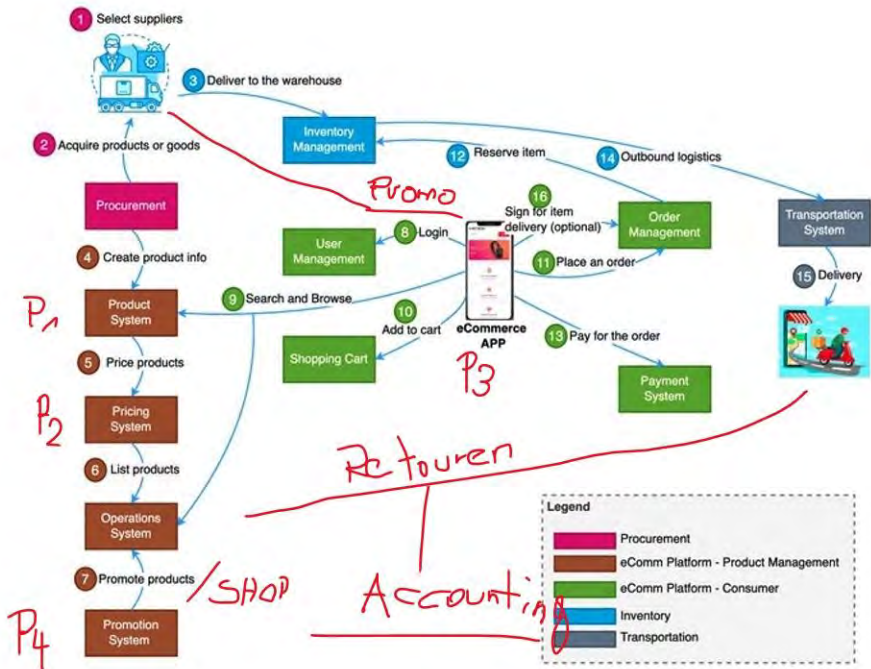 1 Select suppliers
3 Deliver to the warehouse
2 Acquire products or goods
Inventory
Management
12 Reserve item
14 Outbound logistics
Promo
Procurement
16
Sign for item
delivery (optional)
Order
Management
Transportation
System
User
Management
8 Login
4 Create product info
11 Place an order
15 Delivery
9 Search and Browse
P1
Product
System
10
Add to cart
eCommerce
APP
13 Pay for the order
Shopping Cart
P3
5 Price products
Payment
System
P2
Pricing
System
Retouren
6 List products
Operations
System
7 Promote products
/SHOP
Accounting
P4
Promotion
System
Legend
Procurement
eComm Platform - Product Management
eComm Platform - Consumer
Inventory
Transportation